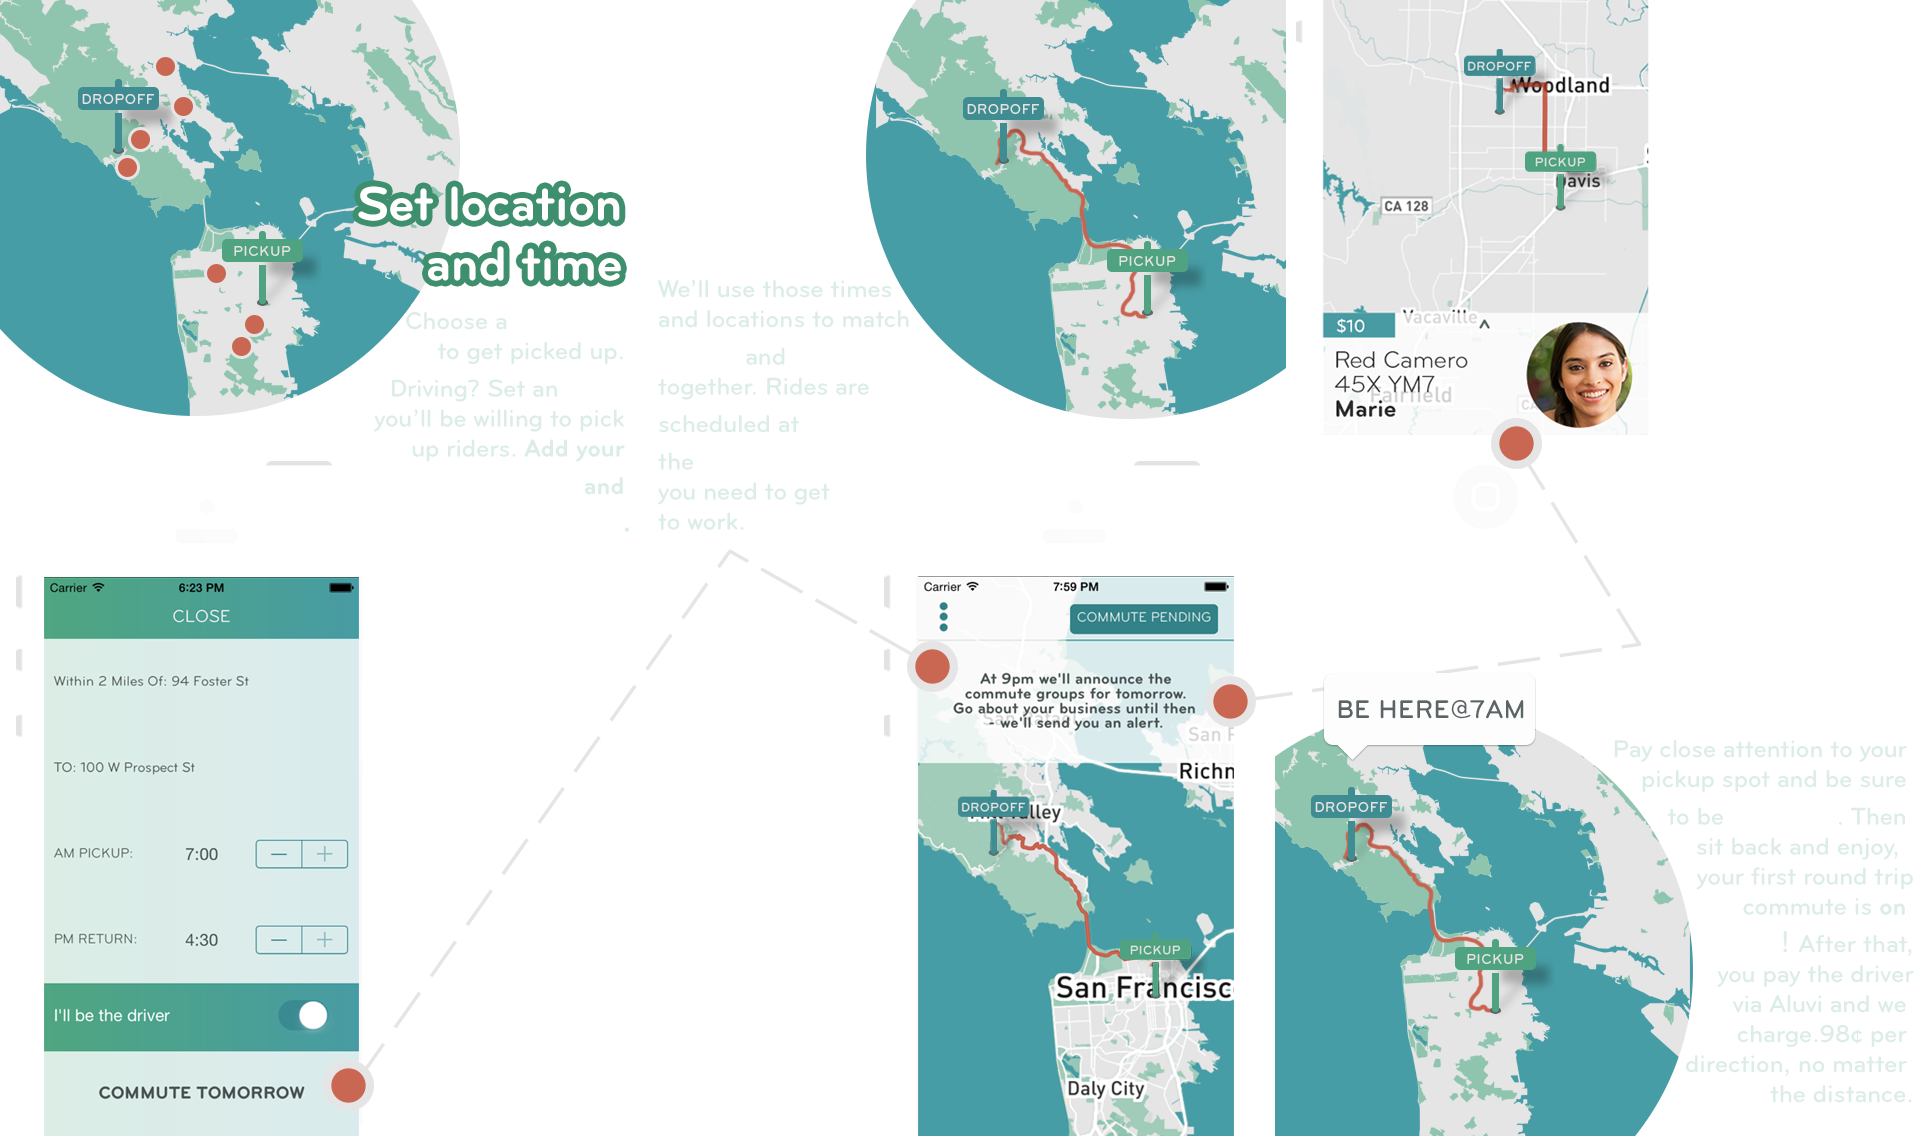 DROPOFF
PICKUP
Set location
and time
Choose a
to get picked up.
Driving? Set an
you'll be willing to pick
up riders. Add your
and
.
We'll use those times
and locations to match
and
together. Rides are
scheduled at
the
you need to get
to work.
DROPOFF
PICKUP
DROPOFF
Woodland
PICKUP
Davis
CA 128
Vacaville
$10
Red Camero
45X YM7
Fairfield
CA
Marie
Carrier 6:23 PM
CLOSE
Within 2 Miles Of: 94 Foster St
TO: 100 W Prospect St
AM PICKUP: 7:00 − +
PM RETURN: 4:30 − +
I'll be the driver
COMMUTE TOMORROW
Carrier 7:59 PM
COMMUTE PENDING
At 9pm we'll announce the
commute groups for tomorrow.
Go about your business until then
- we'll send you an alert.
San Rafael
San F
Richm
DROPOFF
Valley
PICKUP
San Francisc
Daly City
BE HERE@7AM
DROPOFF
PICKUP
Pay close attention to your
pickup spot and be sure
to be . Then
sit back and enjoy,
your first round trip
commute is on
! After that,
you pay the driver
via Aluvi and we
charge.98¢ per
direction, no matter
the distance.